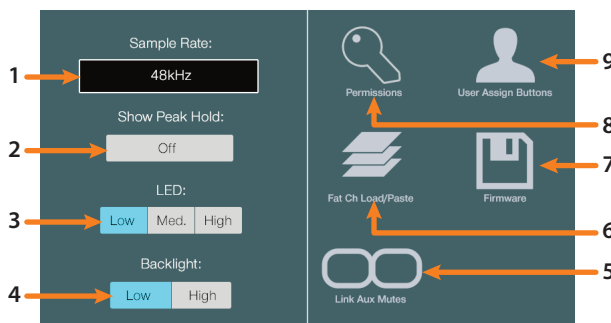 Sample Rate:
1
48kHz
Show Peak Hold:
2
Off
LED:
3
Low Med. High
Backlight:
4
Low High
9
Permissions User Assign Buttons
8
7
Fat Ch Load/Paste Firmware
6
5
Link Aux Mutes